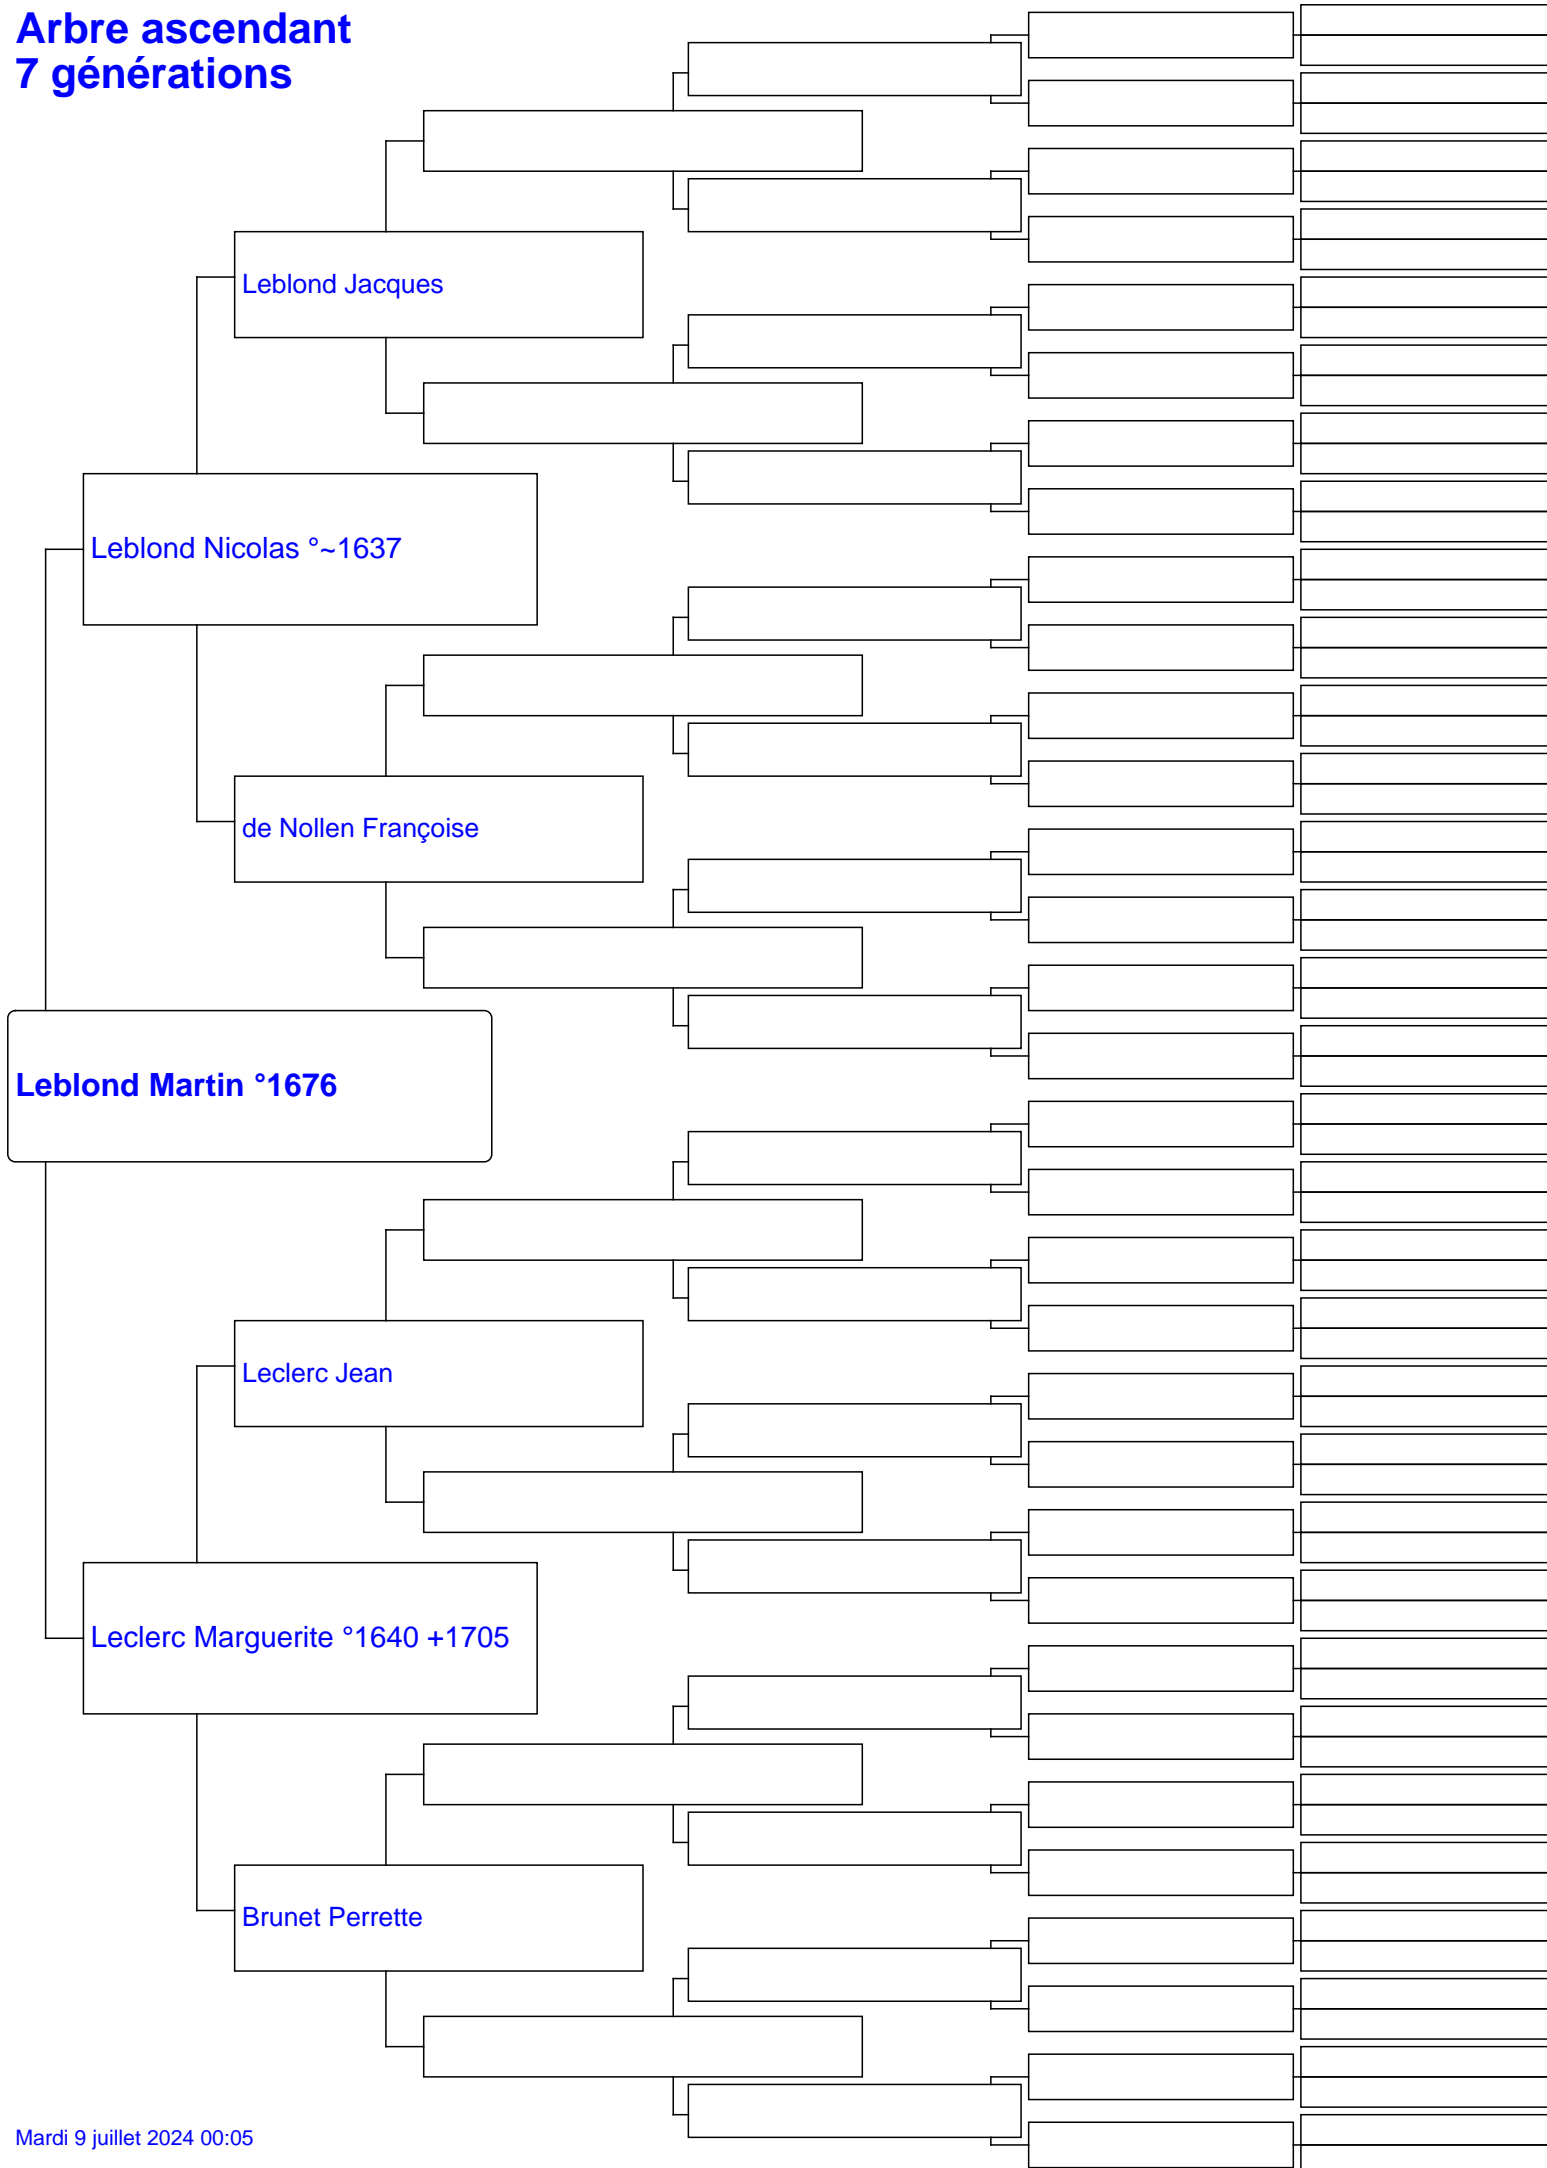 Arbre ascendant
7 générations
Leblond Jacques
Leblond Nicolas °~1637
de Nollen Françoise
Leblond Martin °1676
Leclerc Jean
Leclerc Marguerite °1640 +1705
Brunet Perrette
Mardi 9 juillet 2024 00:05